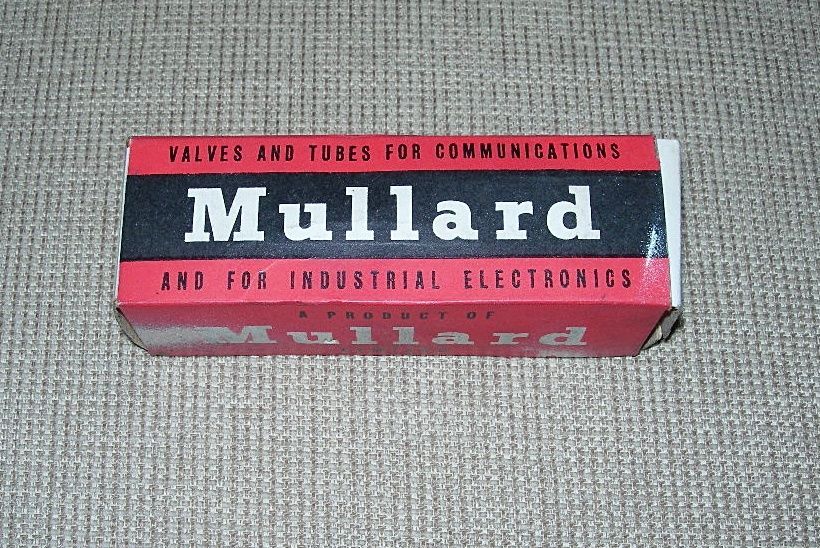 VALVES AND TUBES FOR COMMUNICATIONS
Mullard
AND FOR INDUSTRIAL ELECTRONICS
A PRODUCT OF
Mullard